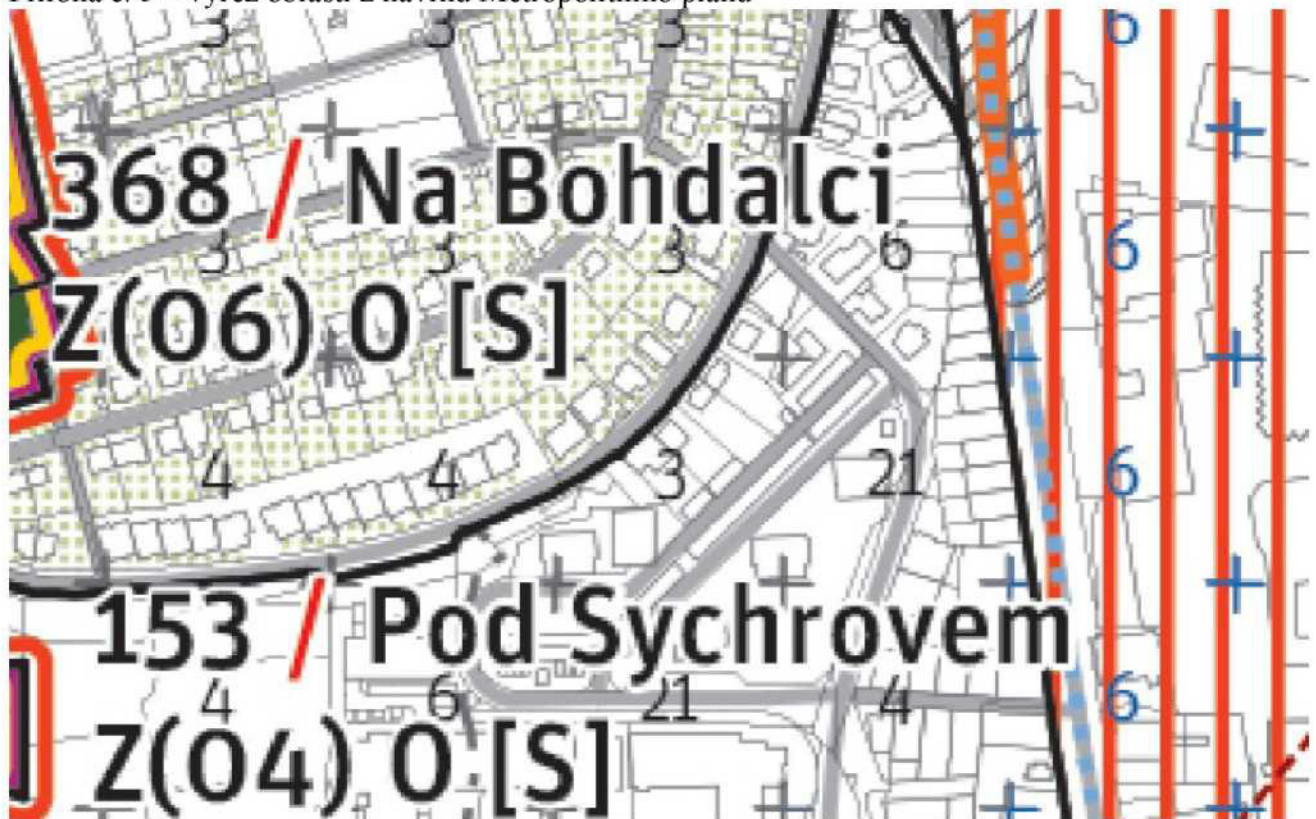 3 3 3 6 6
368 / Na Bohdalci
3 3 3 6 6
Z(06) O [S]
4 4 3 21 6
153 / Pod Sychrovem
4 6 21 4 6
Z(04) O [S]